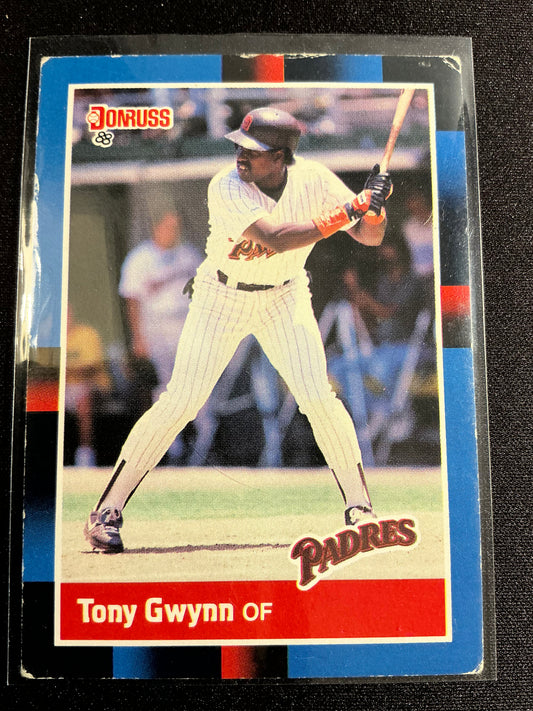 DONRUSS
88
PADRES
Tony Gwynn OF